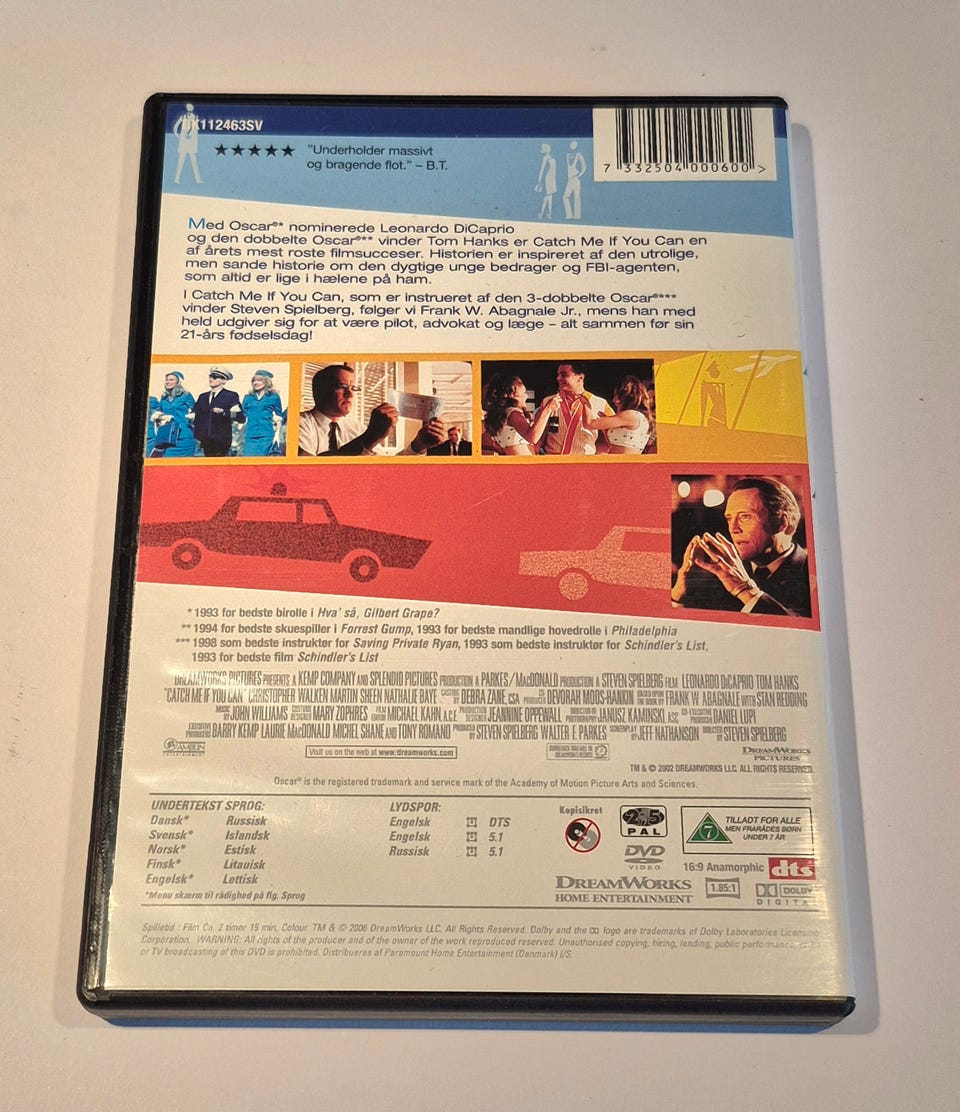 112463SV
7 332504 000600 >
★★★★★ "Underholder massivt
og bragende flot." – B.T.
Med Oscar®* nominerede Leonardo DiCaprio
og den dobbelte Oscar®** vinder Tom Hanks er Catch Me If You Can en
af årets mest roste filmsucceser. Historien er inspireret af den utrolige,
men sande historie om den dygtige unge bedrager og FBI-agenten,
som altid er lige i hælene på ham.
I Catch Me If You Can, som er instrueret af den 3-dobbelte Oscar®***
vinder Steven Spielberg, følger vi Frank W. Abagnale Jr., mens han med
held udgiver sig for at være pilot, advokat og læge – alt sammen før sin
21-års fødselsdag!
* 1993 for bedste birolle i Hva' så, Gilbert Grape?
** 1994 for bedste skuespiller i Forrest Gump, 1993 for bedste mandlige hovedrolle i Philadelphia
*** 1998 som bedste instruktør for Saving Private Ryan, 1993 som bedste instruktør for Schindler's List,
1993 for bedste film Schindler's List
DREAMWORKS PICTURES PRESENTS A KEMP COMPANY AND SPLENDID PICTURES PRODUCTION A PARKES/MACDONALD PRODUCTION A STEVEN SPIELBERG FILM LEONARDO DICAPRIO TOM HANKS
"CATCH ME IF YOU CAN" CHRISTOPHER WALKEN MARTIN SHEEN NATHALIE BAYE CASTING BY DEBRA ZANE, CSA CO-PRODUCER DEVORAH MOOS-HANKIN BASED UPON THE BOOK BY FRANK W. ABAGNALE WITH STAN REDDING
MUSIC BY JOHN WILLIAMS COSTUME DESIGNER MARY ZOPHRES FILM EDITOR MICHAEL KAHN, A.C.E. PRODUCTION DESIGNER JEANNINE OPPEWALL DIRECTOR OF PHOTOGRAPHY JANUSZ KAMINSKI, ASC CO-EXECUTIVE PRODUCER DANIEL LUPI
EXECUTIVE PRODUCERS BARRY KEMP LAURIE MACDONALD MICHEL SHANE AND TONY ROMANO PRODUCED BY STEVEN SPIELBERG WALTER F. PARKES SCREENPLAY BY JEFF NATHANSON DIRECTED BY STEVEN SPIELBERG
AMBLIN
ENTERTAINMENT
Visit us on the web at www.dreamworks.com
DREAMWORKS
PICTURES
TM & © 2002 DREAMWORKS LLC. ALL RIGHTS RESERVED.
Oscar® is the registered trademark and service mark of the Academy of Motion Picture Arts and Sciences.
UNDERTEKST SPROG:
Dansk* Russisk
Svensk* Islandsk
Norsk* Estisk
Finsk* Litauisk
Engelsk* Lettisk
*Menu skærm til rådighed på flg. Sprog
LYDSPOR:
Engelsk DTS
Engelsk 5.1
Russisk 5.1
Kopisikret
2 5
PAL
DVD
VIDEO
7
TILLADT FOR ALLE
MEN FRARÅDES BØRN
UNDER 7 ÅR
16:9 Anamorphic
dts
DREAMWORKS
HOME ENTERTAINMENT
1.85:1
DOLBY
DIGITAL
Spilletid : Film Ca. 2 timer 15 min. Colour. TM & © 2006 DreamWorks LLC. All Rights Reserved. Dolby and the DD logo are trademarks of Dolby Laboratories Licensing
Corporation. WARNING: All rights of the producer and of the owner of the work reproduced reserved. Unauthorised copying, hiring, lending, public performance,
or TV broadcasting of this DVD is prohibited. Distribueres af Paramount Home Entertainment (Denmark) I/S.